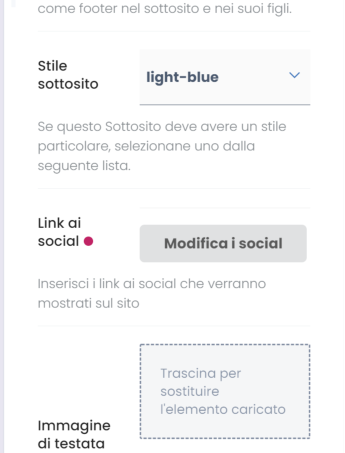 come footer nel sottosito e nei suoi figli.
Stile
sottosito
light-blue
Se questo Sottosito deve avere un stile
particolare, selezionane uno dalla
seguente lista.
Link ai
social
Modifica i social
Inserisci i link ai social che verranno
mostrati sul sito
Trascina per
sostituire
l'elemento caricato
Immagine
di testata